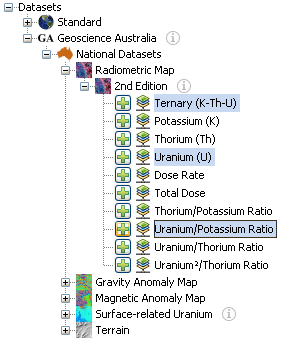 Datasets
Standard
GA Geoscience Australia i
National Datasets
Radiometric Map
2nd Edition i
Ternary (K-Th-U)
Potassium (K)
Thorium (Th)
Uranium (U)
Dose Rate
Total Dose
Thorium/Potassium Ratio
Uranium/Potassium Ratio
Uranium/Thorium Ratio
Uranium²/Thorium Ratio
Gravity Anomaly Map
Magnetic Anomaly Map
Surface-related Uranium i
Terrain